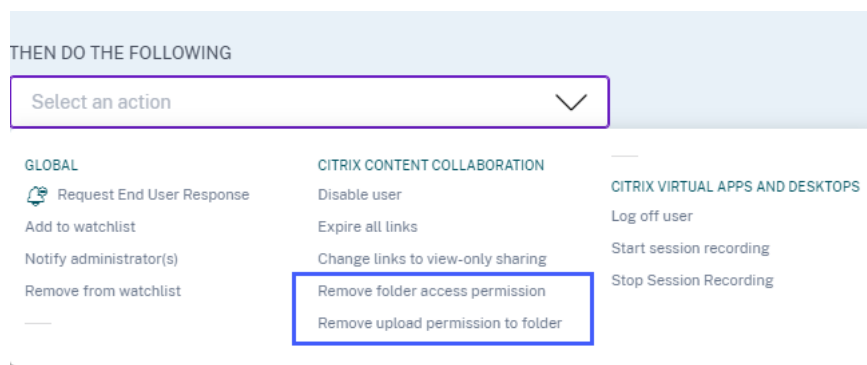 THEN DO THE FOLLOWING
Select an action
GLOBAL
Request End User Response
Add to watchlist
Notify administrator(s)
Remove from watchlist
CITRIX CONTENT COLLABORATION
Disable user
Expire all links
Change links to view-only sharing
Remove folder access permission
Remove upload permission to folder
CITRIX VIRTUAL APPS AND DESKTOPS
Log off user
Start session recording
Stop Session Recording